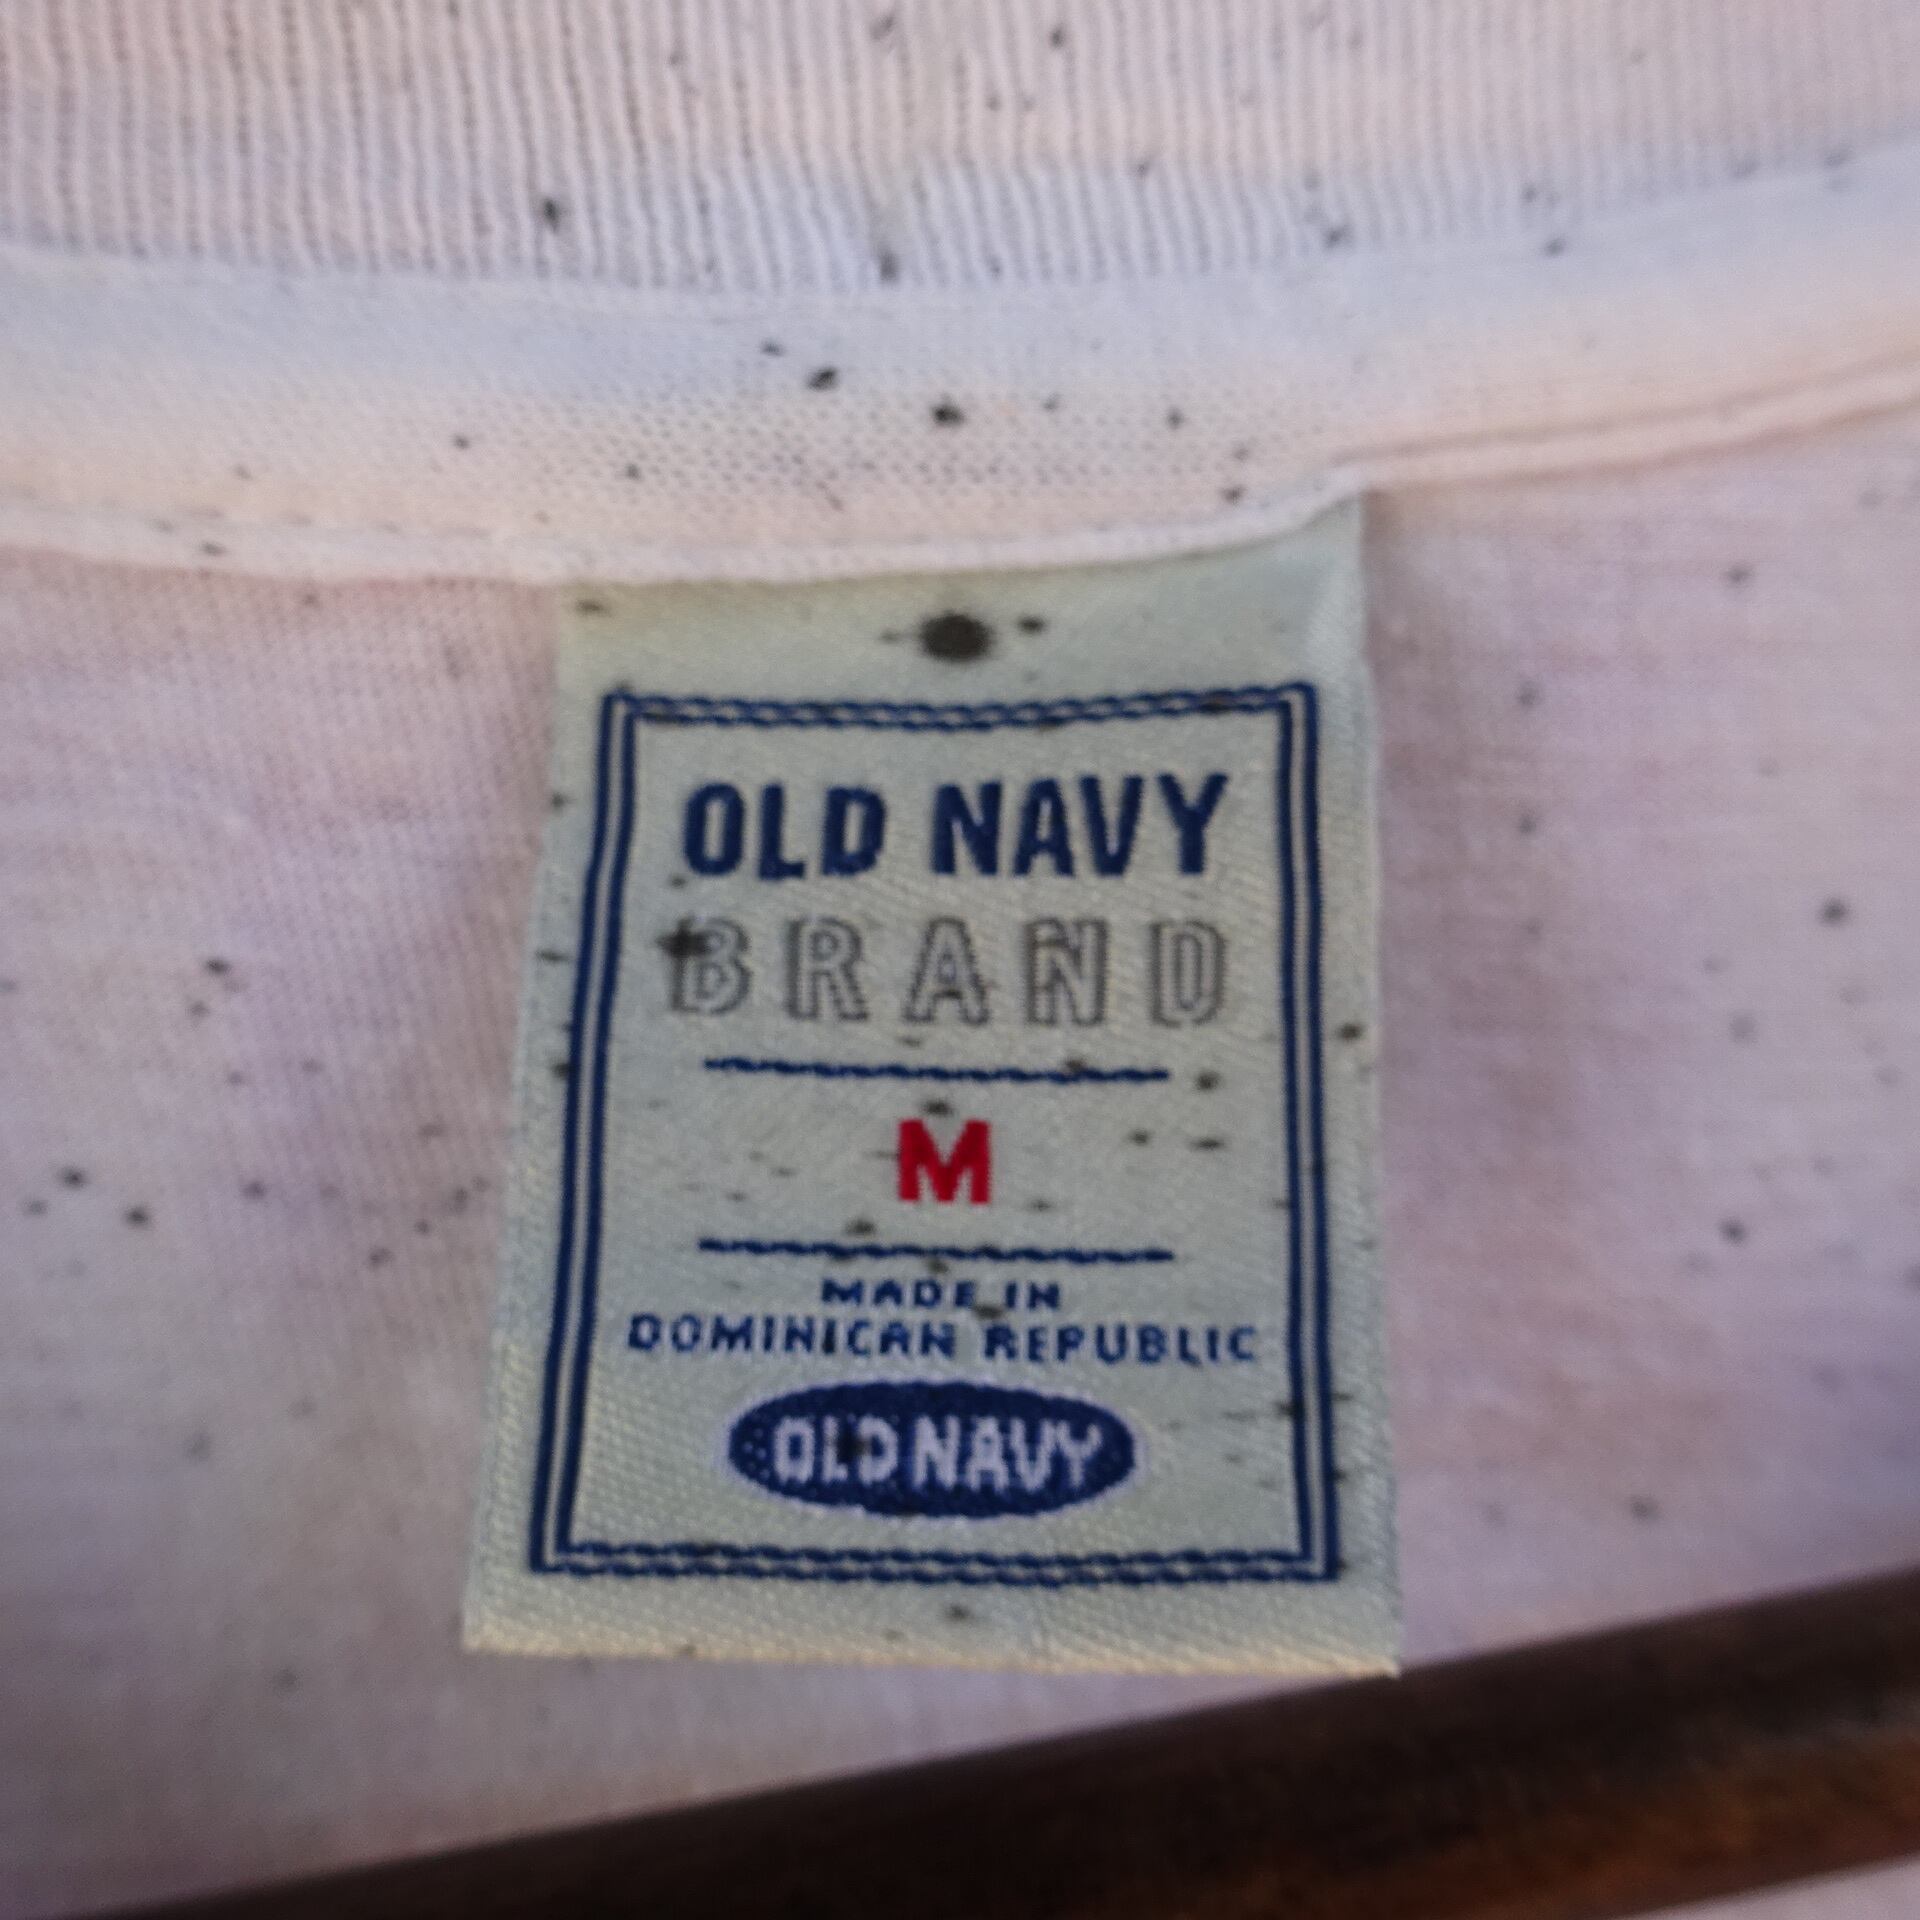 OLD NAVY
BRAND
M
MADE IN
DOMINICAN REPUBLIC
OLD NAVY